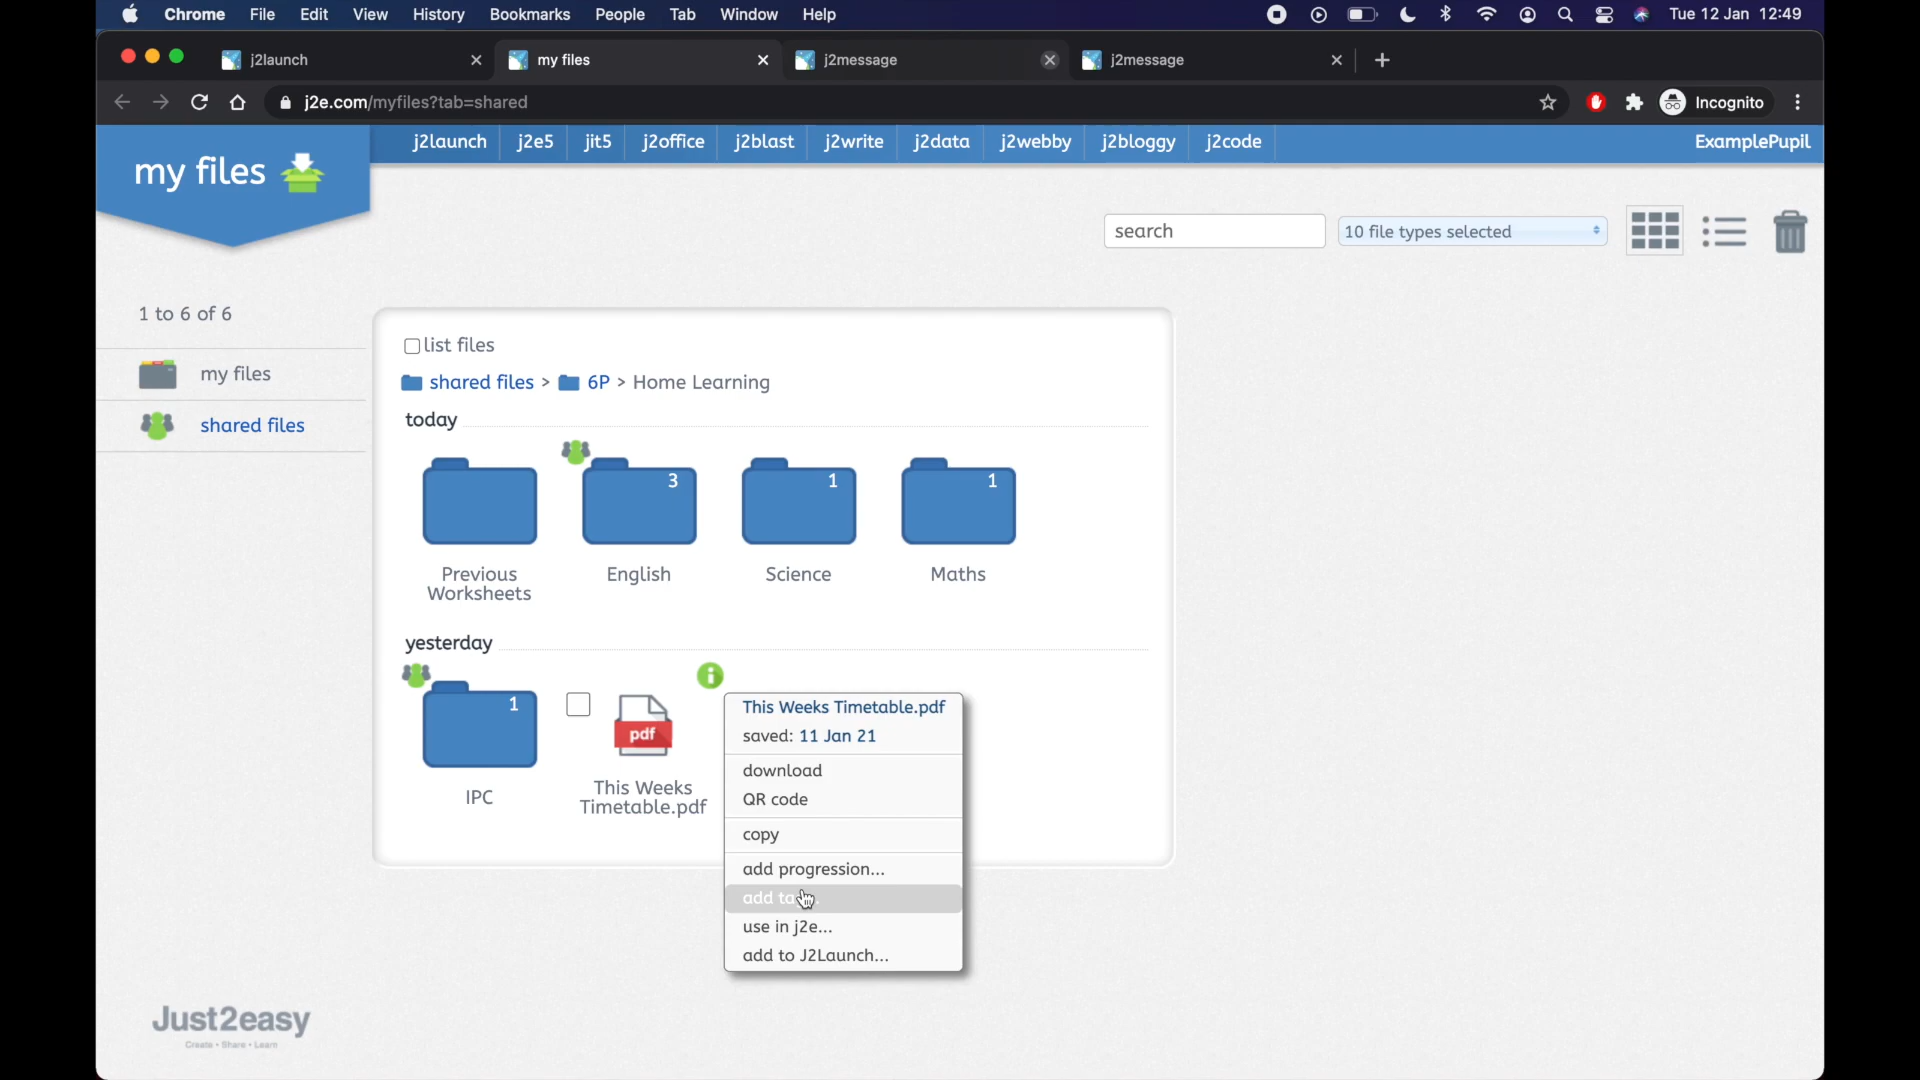 Chrome File Edit View History Bookmarks People Tab Window Help Tue 12 Jan 12:49
j2launch my files j2message j2message
j2e.com/myfiles?tab=shared Incognito
j2launch j2e5 jit5 j2office j2blast j2write j2data j2webby j2bloggy j2code ExamplePupil
my files
search 10 file types selected
1 to 6 of 6
my files
shared files
list files
shared files > 6P > Home Learning
today
3 1 1
Previous Worksheets English Science Maths
yesterday
1
pdf
IPC
This Weeks
Timetable.pdf
This Weeks Timetable.pdf
saved: 11 Jan 21
download
QR code
copy
add progression...
add
use in j2e...
add to J2Launch...
Just2easy
Create • Share • Learn